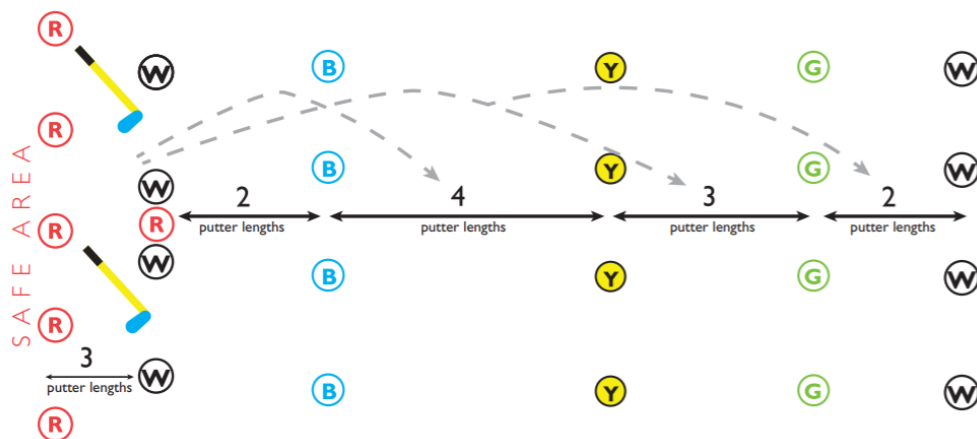 R
W B Y G W
R
W B Y G W
SAFE AREA
R 2 4 3 2
putter lengths putter lengths putter lengths putter lengths
R
W B Y G W
R
3
putter lengths
W B Y G W
R